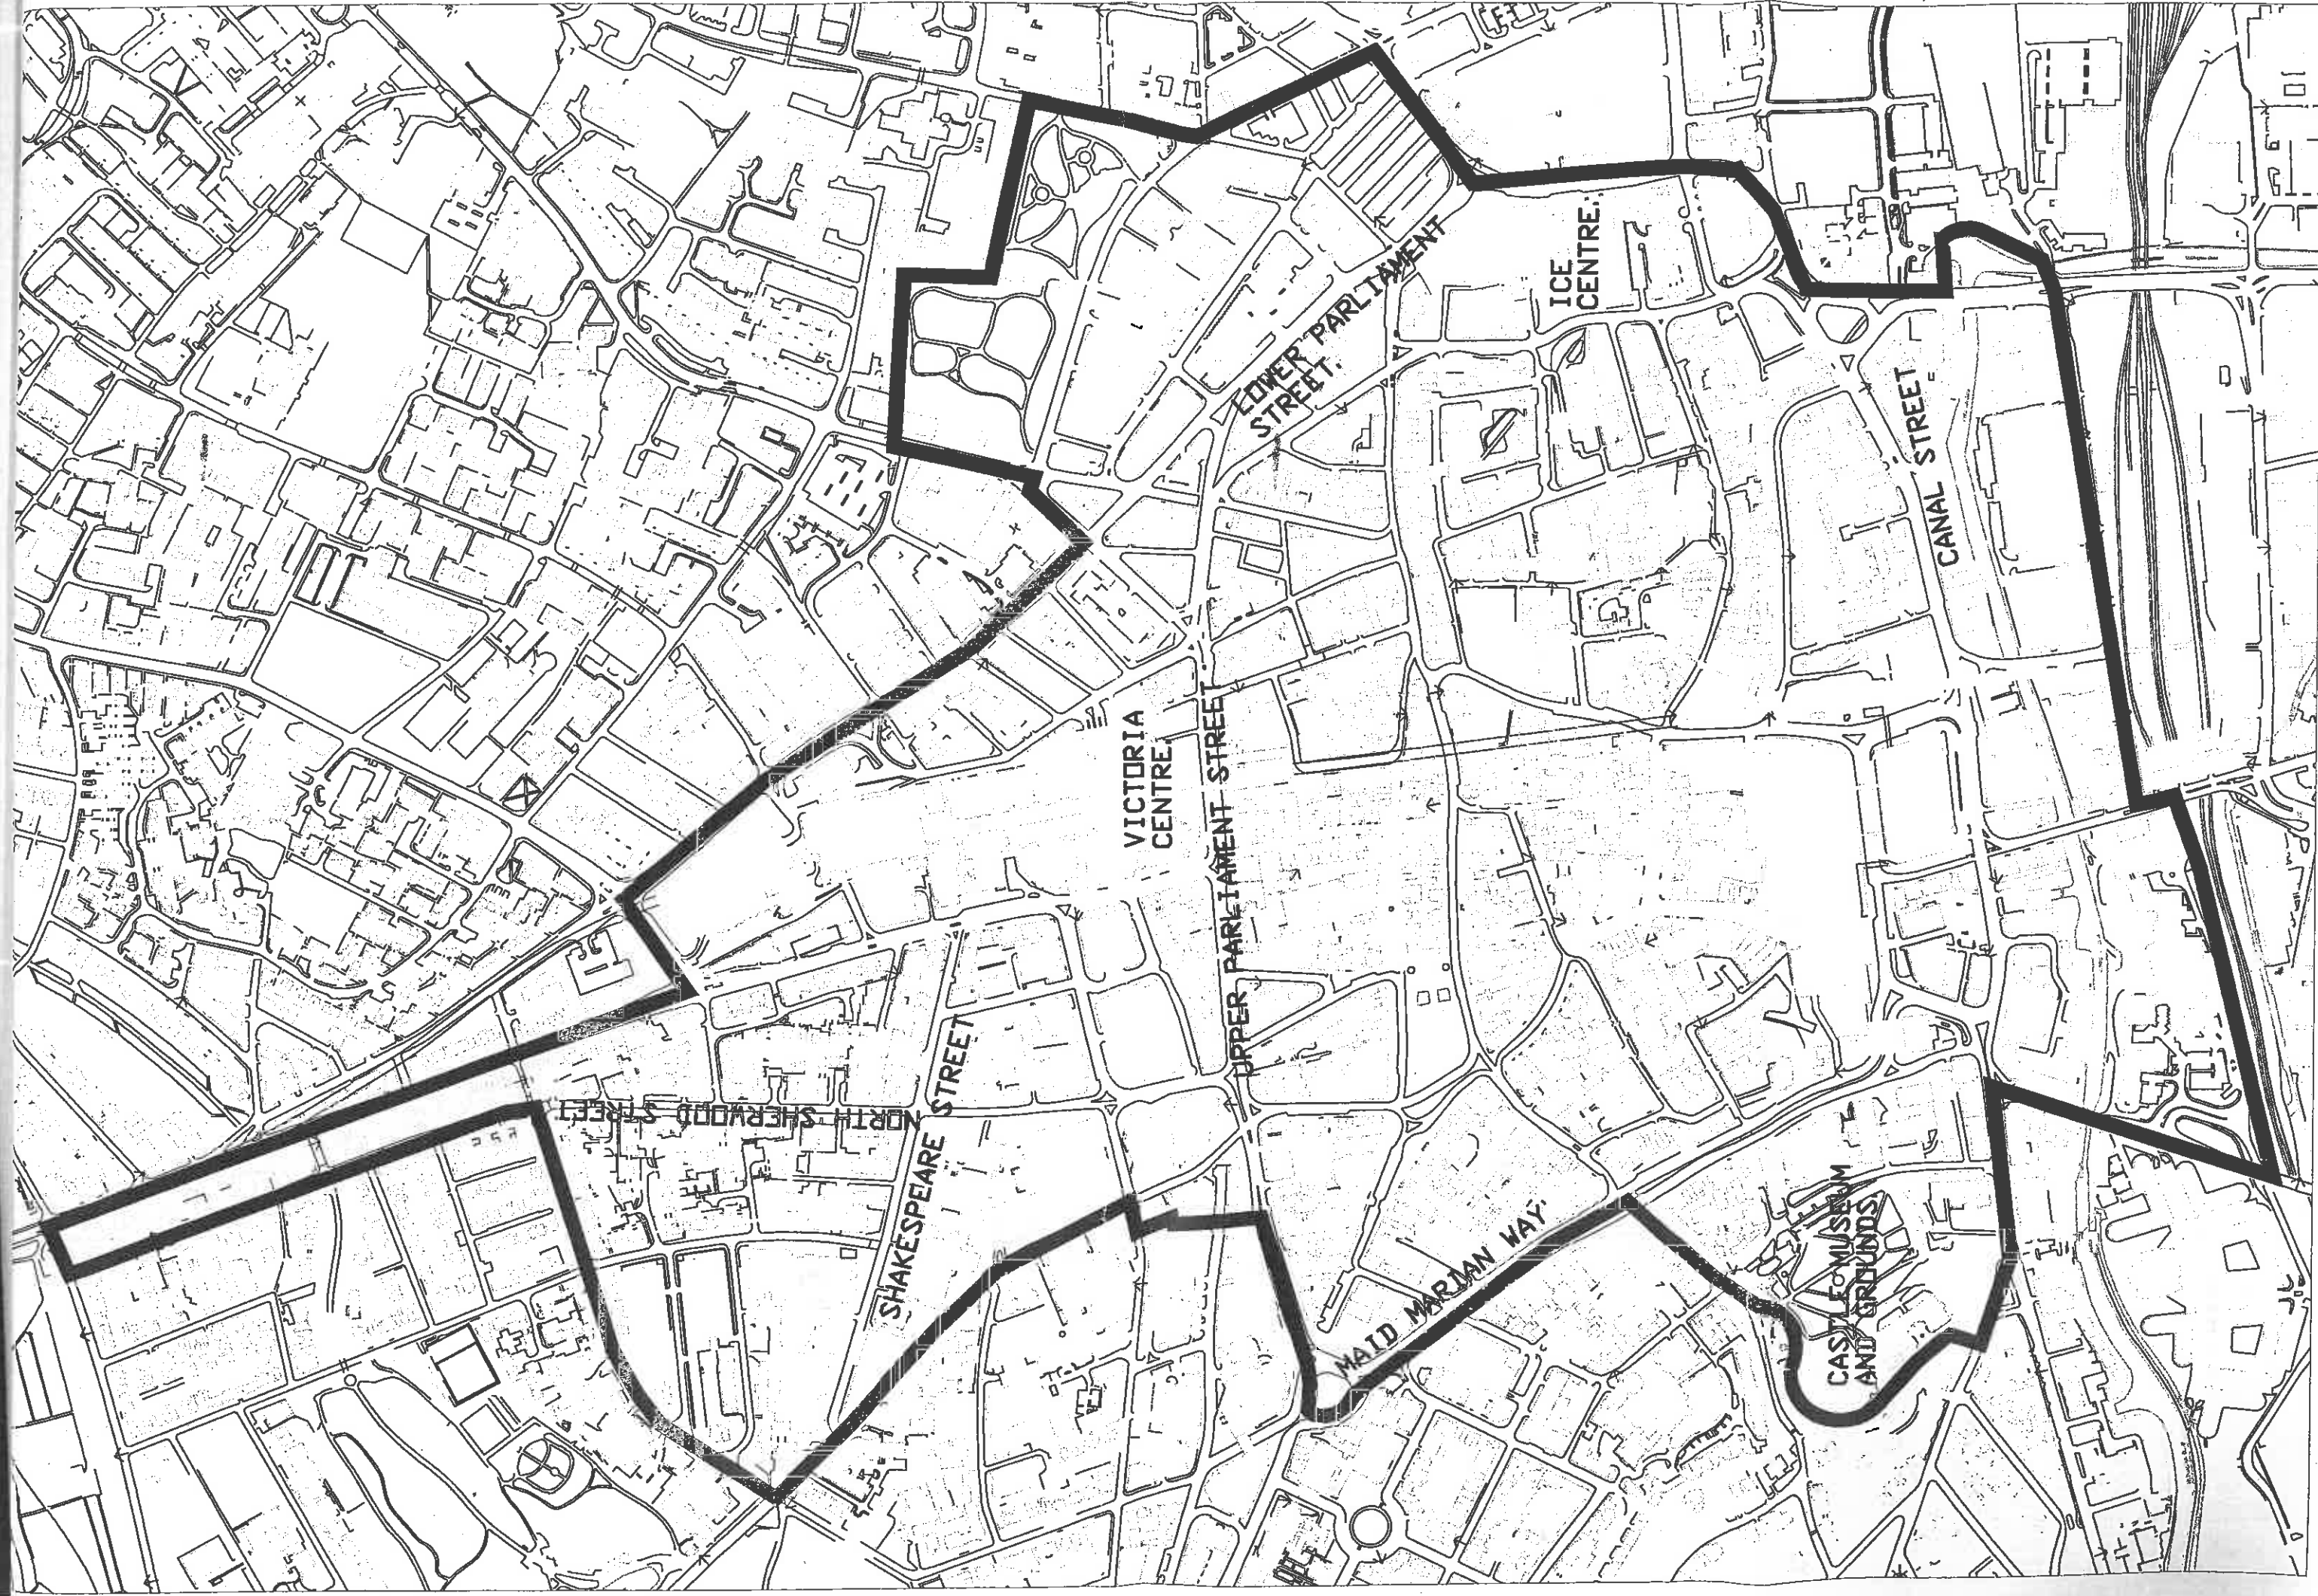 LOWER PARLIAMENT
STREET.
ICE
CENTRE.
CANAL STREET
VICTORIA
CENTRE.
UPPER PARLIAMENT STREET
NORTH SHERWOOD STREET
SHAKESPEARE STREET
MAID MARIAN WAY.
CASTLE MUSEUM
AND GROUNDS